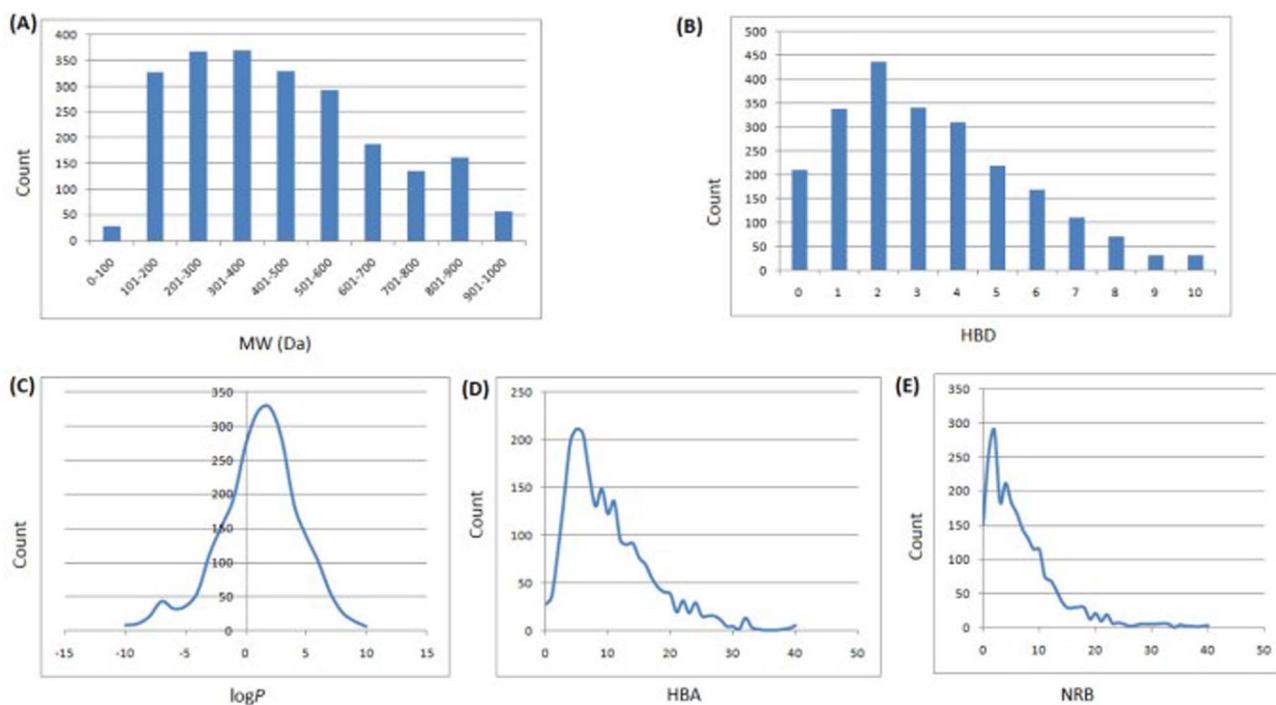 (A)
400
350
300
250
200
150
100
50
0
Count
0-100
101-200
201-300
301-400
401-500
501-600
601-700
701-800
801-900
901-1000
MW (Da)
(B)
500
450
400
350
300
250
200
150
100
50
0
Count
0 1 2 3 4 5 6 7 8 9 10
HBD
(C)
350
300
250
200
150
100
50
0
Count
-15 -10 -5 0 5 10 15
logP
(D)
250
200
150
100
50
0
Count
0 10 20 30 40
HBA
(E)
350
300
250
200
150
100
50
0
Count
0 10 20 30 40 50
NRB